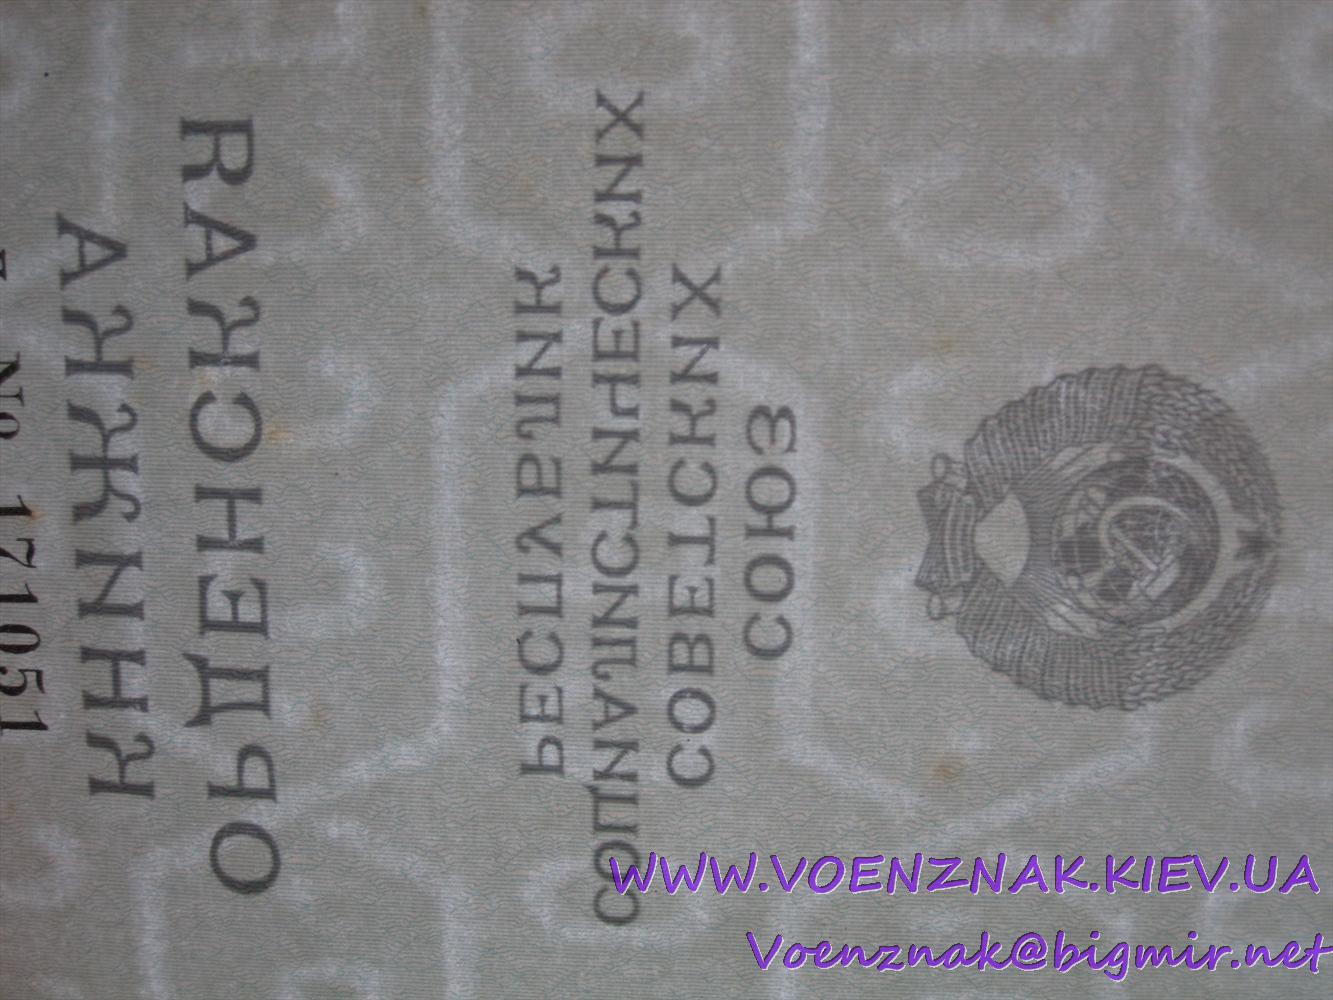 СОЮЗ
СОВЕТСКИХ
СОЦИАЛИСТИЧЕСКИХ
РЕСПУБЛИК
ОРДЕНСКАЯ
КНИЖКА
№ 171051
WWW.VOENZNAK.KIEV.UA
Voenznak@bigmir.net